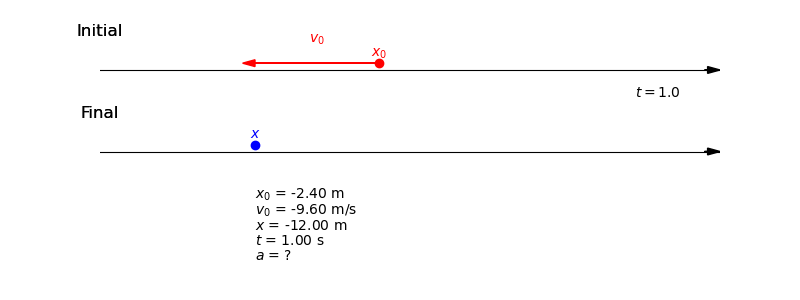 Initial
v₀
x₀
t = 1.0
Final
x
x₀ = -2.40 m
v₀ = -9.60 m/s
x = -12.00 m
t = 1.00 s
a = ?